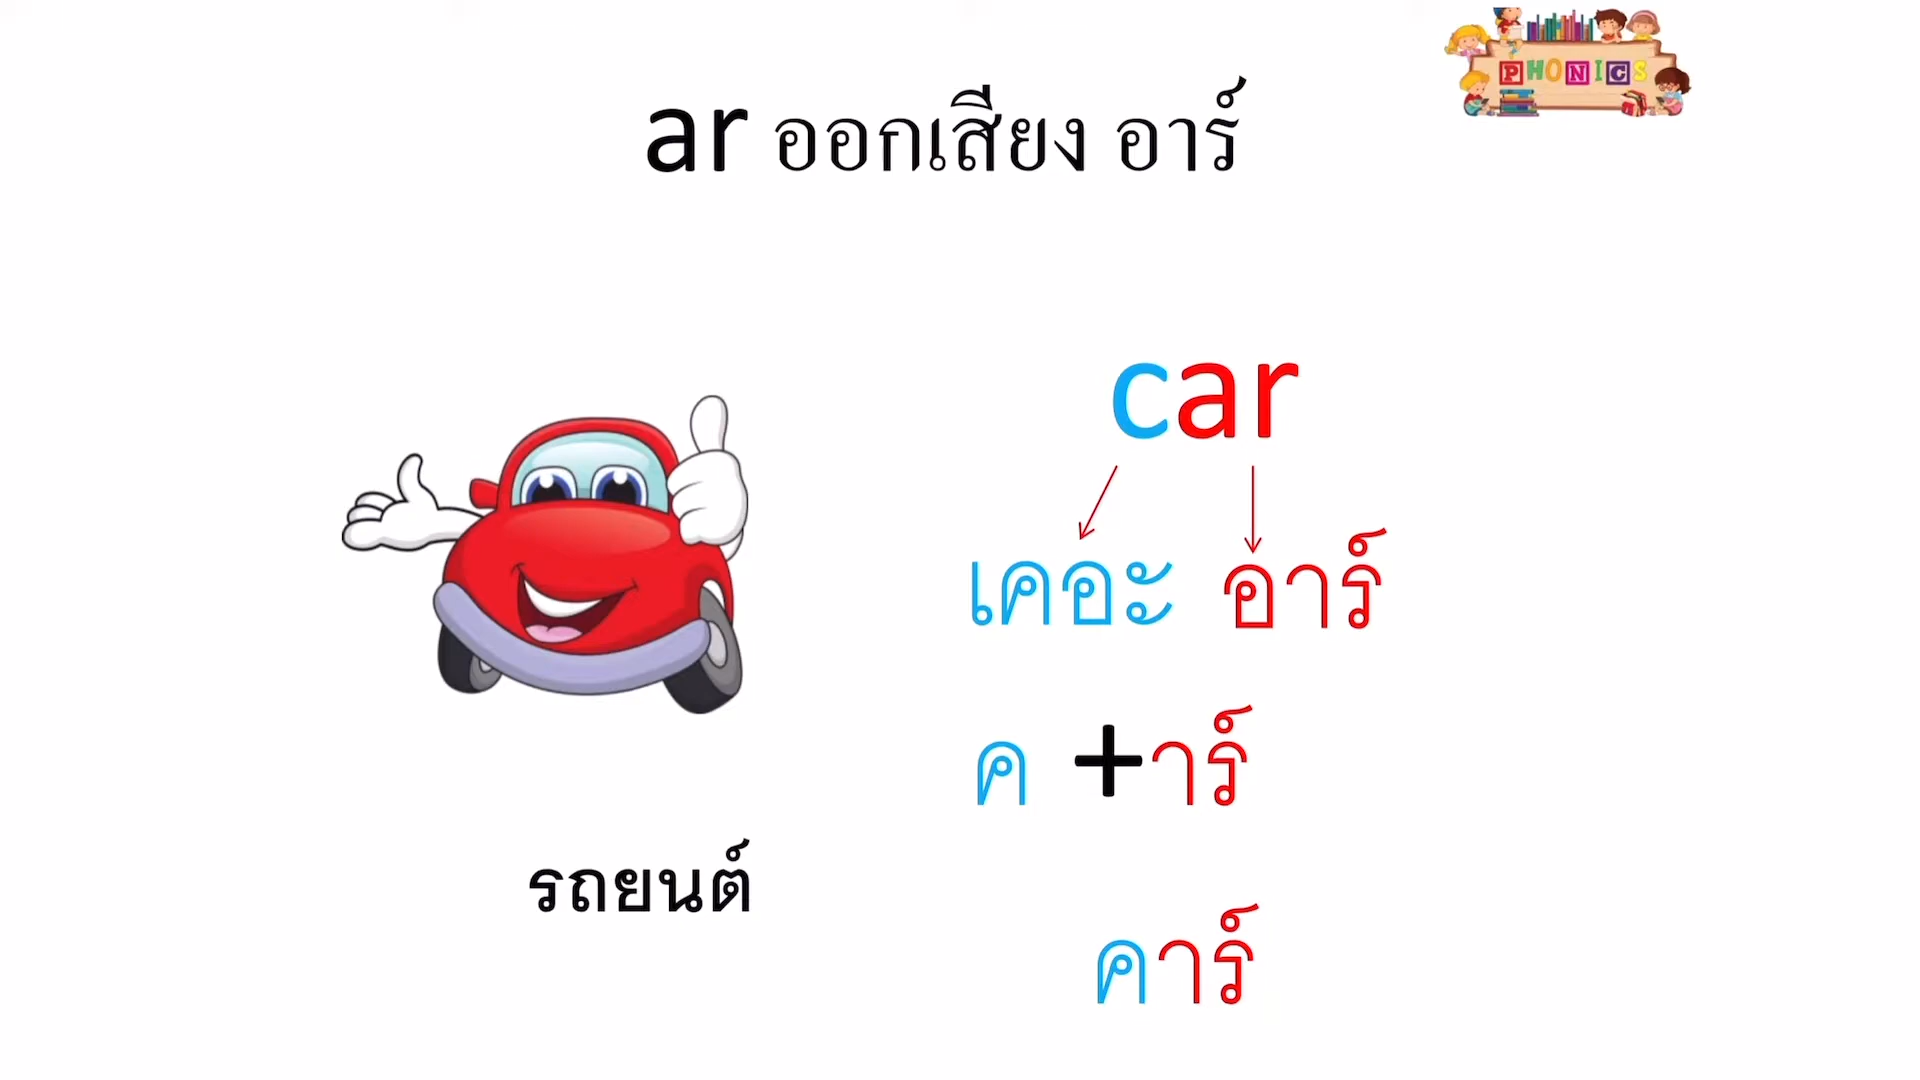 PHONICS
ar ออกเสียง อาร์
car
เคอะ อาร์
ค +าร์
รถยนต์
คาร์